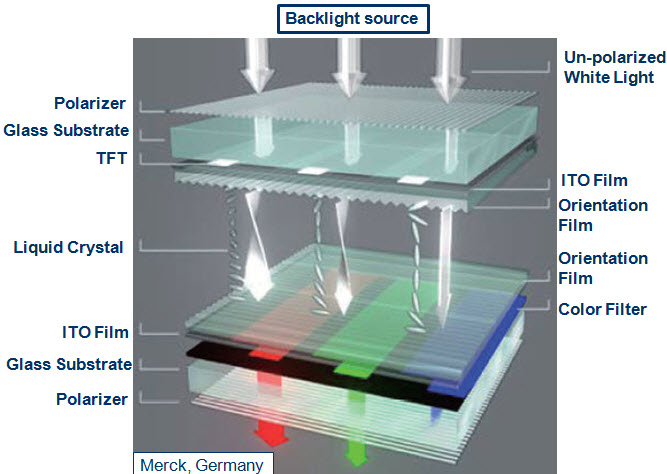 Backlight source
Un-polarized
White Light
Polarizer
Glass Substrate
TFT
ITO Film
Orientation
Film
Liquid Crystal
Orientation
Film
Color Filter
ITO Film
Glass Substrate
Polarizer
Merck, Germany